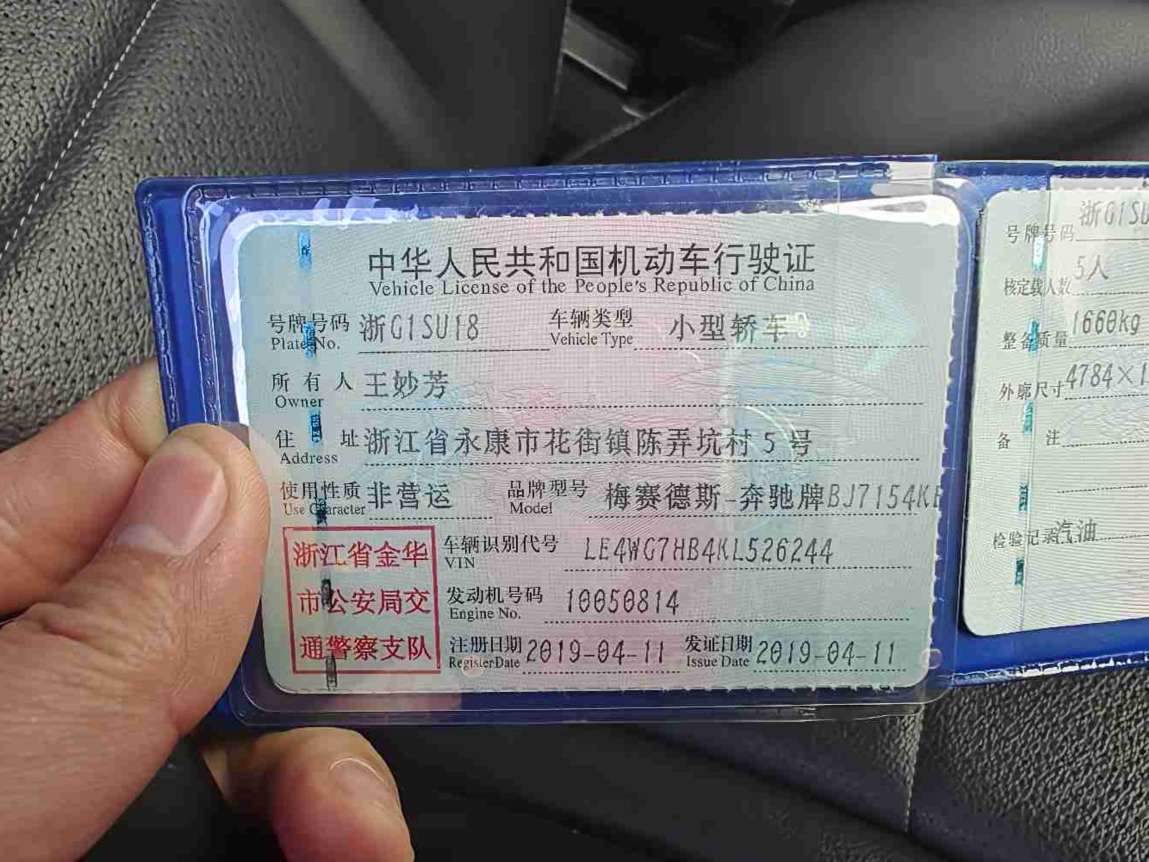 中华人民共和国机动车行驶证
Vehicle License of the People's Republic of China
号牌号码 浙G1SU18 车辆类型 小型轿车
Plate No. Vehicle Type
所有人 王妙芳
Owner
住址 浙江省永康市花街镇陈弄坑村5号
Address
使用性质 非营运 品牌型号 梅赛德斯-奔驰牌BJ7154K
Use Character Model
浙江省金华
市公安局交
通警察支队
车辆识别代号 LE4WG7HB4KL526244
VIN
发动机号码 10050814
Engine No.
注册日期 2019-04-11 发证日期 2019-04-11
Register Date Issue Date
号牌号码 浙G1SU
核定载人数 5人
整备质量 1660kg
外廓尺寸 4784×1
备注
检验记录 汽油